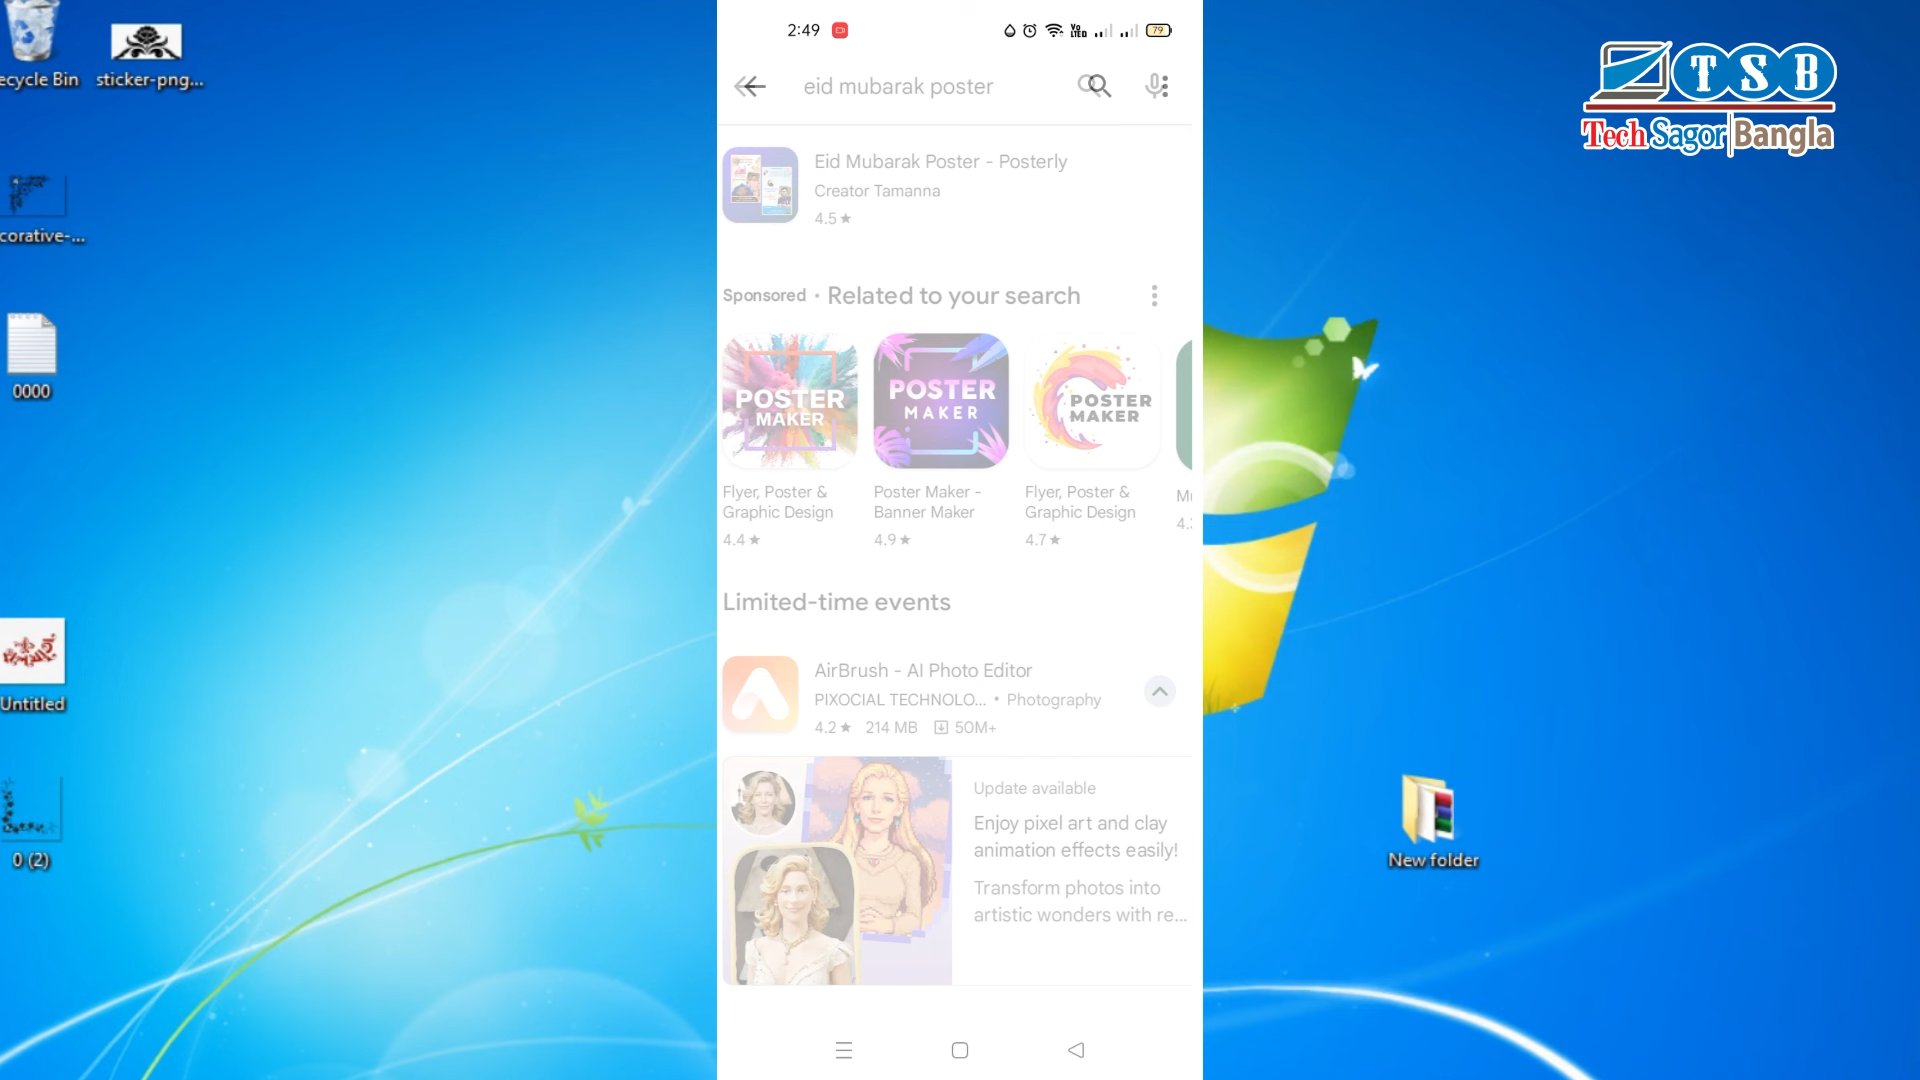 ecycle Bin
sticker-png...
corative-...
0000
Untitled
0 (2)
2:49
Vo
LTED
79
eid mubarak poster
Eid Mubarak Poster - Posterly
Creator Tamanna
4.5 ★
Sponsored · Related to your search
POSTER
MAKER
POSTER
MAKER
POSTER
MAKER
Flyer, Poster &
Graphic Design
4.4 ★
Poster Maker -
Banner Maker
4.9 ★
Flyer, Poster &
Graphic Design
4.7 ★
Limited-time events
AirBrush - AI Photo Editor
PIXOCIAL TECHNOLO... • Photography
4.2 ★ 214 MB 50M+
Update available
Enjoy pixel art and clay
animation effects easily!
Transform photos into
artistic wonders with re...
TSB
Tech Sagor Bangla
New folder